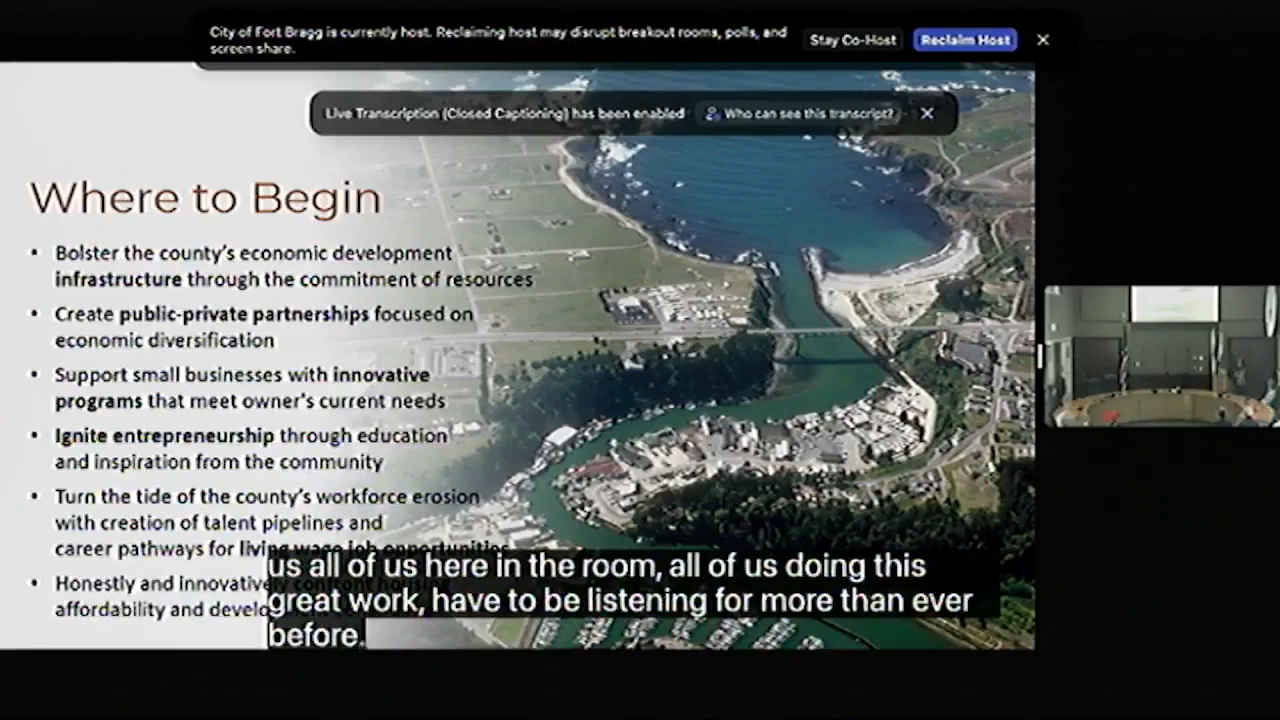 City of Fort Bragg is currently host. Reclaiming host may disrupt breakout rooms, polls, and
screen share.
Stay Co-Host
Reclaim Host
Live Transcription (Closed Captioning) has been enabled
Who can see this transcript?
Where to Begin
• Bolster the county's economic development
infrastructure through the commitment of resources
• Create public-private partnerships focused on
economic diversification
• Support small businesses with innovative
programs that meet owner's current needs
• Ignite entrepreneurship through education
and inspiration from the community
• Turn the tide of the county's workforce erosion
with creation of talent pipelines and
career pathways for living wage job opportunities
• Honestly and innovatively confront housing
affordability and
us all of us here in the room, all of us doing this
great work, have to be listening for more than ever
before.